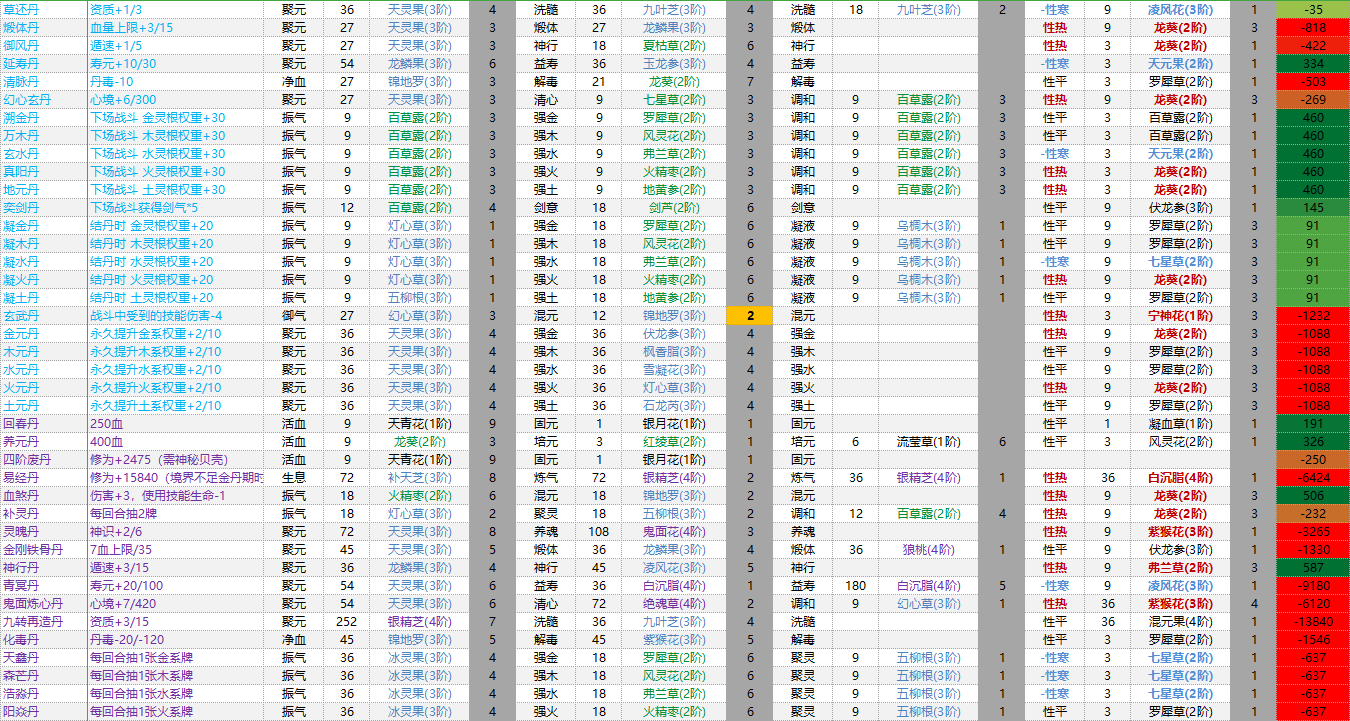 草还丹 资质+1/3 聚元 36 天灵果(3阶) 4 洗髓 36 九叶芝(3阶) 4 洗髓 18 九叶芝(3阶) 2 -性寒 9 凌风花(3阶) 1 -35
煅体丹 血量上限+3/15 聚元 27 天灵果(3阶) 3 煅体 27 龙鳞果(3阶) 3 煅体 性热 9 龙葵(2阶) 3 -818
御风丹 遁速+1/5 聚元 27 天灵果(3阶) 3 神行 18 夏枯草(2阶) 6 神行 性热 3 龙葵(2阶) 1 -422
延寿丹 寿元+10/30 聚元 54 龙鳞果(3阶) 6 益寿 36 玉龙参(3阶) 4 益寿 -性寒 3 天元果(2阶) 1 334
清脉丹 丹毒-10 净血 27 锦地罗(3阶) 3 解毒 21 龙葵(2阶) 7 解毒 性平 3 罗犀草(2阶) 1 -503
幻心玄丹 心境+6/300 聚元 27 天灵果(3阶) 3 清心 9 七星草(2阶) 3 调和 9 百草露(2阶) 3 性热 9 龙葵(2阶) 3 -269
溯金丹 下场战斗 金灵根权重+30 振气 9 百草露(2阶) 3 强金 9 罗犀草(2阶) 3 调和 9 百草露(2阶) 3 性平 3 百草露(2阶) 1 460
万木丹 下场战斗 木灵根权重+30 振气 9 百草露(2阶) 3 强木 9 风灵花(2阶) 3 调和 9 百草露(2阶) 3 性平 3 百草露(2阶) 1 460
玄水丹 下场战斗 水灵根权重+30 振气 9 百草露(2阶) 3 强水 9 弗兰草(2阶) 3 调和 9 百草露(2阶) 3 -性寒 3 天元果(2阶) 1 460
真阳丹 下场战斗 火灵根权重+30 振气 9 百草露(2阶) 3 强火 9 火精枣(2阶) 3 调和 9 百草露(2阶) 3 性热 3 龙葵(2阶) 1 460
地元丹 下场战斗 土灵根权重+30 振气 9 百草露(2阶) 3 强土 9 地黄参(2阶) 3 调和 9 百草露(2阶) 3 性热 3 龙葵(2阶) 1 460
奕剑丹 下场战斗获得剑气*5 振气 12 百草露(2阶) 4 剑意 18 剑芦(2阶) 6 剑意 性平 9 伏龙参(3阶) 1 145
凝金丹 结丹时 金灵根权重+20 振气 9 灯心草(3阶) 1 强金 18 罗犀草(2阶) 6 凝液 9 乌稠木(3阶) 1 性平 9 罗犀草(2阶) 3 91
凝木丹 结丹时 木灵根权重+20 振气 9 灯心草(3阶) 1 强木 18 风灵花(2阶) 6 凝液 9 乌稠木(3阶) 1 性平 9 罗犀草(2阶) 3 91
凝水丹 结丹时 水灵根权重+20 振气 9 灯心草(3阶) 1 强水 18 弗兰草(2阶) 6 凝液 9 乌稠木(3阶) 1 -性寒 9 七星草(2阶) 3 91
凝火丹 结丹时 火灵根权重+20 振气 9 灯心草(3阶) 1 强火 18 火精枣(2阶) 6 凝液 9 乌稠木(3阶) 1 性热 9 龙葵(2阶) 3 91
凝土丹 结丹时 土灵根权重+20 振气 9 五柳根(3阶) 1 强土 18 地黄参(2阶) 6 凝液 9 乌稠木(3阶) 1 性平 9 罗犀草(2阶) 3 91
玄武丹 战斗中受到的技能伤害-4 御气 27 幻心草(3阶) 3 混元 12 锦地罗(3阶) 2 混元 性热 3 宁神花(1阶) 3 -1232
金元丹 永久提升金系权重+2/10 聚元 36 天灵果(3阶) 4 强金 36 伏龙参(3阶) 4 强金 性热 9 龙葵(2阶) 3 -1088
木元丹 永久提升木系权重+2/10 聚元 36 天灵果(3阶) 4 强木 36 枫香脂(3阶) 4 强木 性平 9 罗犀草(2阶) 3 -1088
水元丹 永久提升水系权重+2/10 聚元 36 天灵果(3阶) 4 强水 36 雪凝花(3阶) 4 强水 性平 9 罗犀草(2阶) 3 -1088
火元丹 永久提升火系权重+2/10 聚元 36 天灵果(3阶) 4 强火 36 灯心草(3阶) 4 强火 性热 9 龙葵(2阶) 3 -1088
土元丹 永久提升土系权重+2/10 聚元 36 天灵果(3阶) 4 强土 36 石龙芮(3阶) 4 强土 性平 9 罗犀草(2阶) 3 -1088
回春丹 250血 活血 9 天青花(1阶) 9 固元 1 银月花(1阶) 1 固元 性平 1 凝血草(1阶) 1 191
养元丹 400血 活血 9 龙葵(2阶) 3 培元 3 红绫草(2阶) 1 培元 6 流莹草(1阶) 6 性平 3 风灵花(2阶) 1 326
四阶废丹 修为+2475（需神秘贝壳） 活血 9 天青花(1阶) 9 固元 1 银月花(1阶) 1 固元 -250
易经丹 修为+15840（境界不足金丹期时 生息 72 补天芝(3阶) 8 炼气 72 银精芝(4阶) 2 炼气 36 银精芝(4阶) 1 性热 36 白沉脂(4阶) 1 -6424
血煞丹 伤害+3，使用技能生命-1 振气 18 火精枣(2阶) 6 混元 18 锦地罗(3阶) 2 混元 性热 9 龙葵(2阶) 3 506
补灵丹 每回合抽2牌 振气 18 灯心草(3阶) 2 聚灵 18 五柳根(3阶) 2 调和 12 百草露(2阶) 4 性热 9 龙葵(2阶) 3 -232
灵魄丹 神识+2/6 聚元 72 天灵果(3阶) 8 养魂 108 鬼面花(4阶) 3 养魂 性热 9 紫猴花(3阶) 1 -3265
金刚铁骨丹 7血上限/35 聚元 45 天灵果(3阶) 5 煅体 36 龙鳞果(3阶) 4 煅体 36 狼桃(4阶) 1 性平 9 伏龙参(3阶) 1 -1330
神行丹 遁速+3/15 聚元 36 龙鳞果(3阶) 4 神行 45 凌风花(3阶) 5 神行 性热 9 弗兰草(2阶) 3 587
青冥丹 寿元+20/100 聚元 54 天灵果(3阶) 6 益寿 36 白沉脂(4阶) 1 益寿 180 白沉脂(4阶) 5 -性寒 9 凌风花(3阶) 1 -9180
鬼面炼心丹 心境+7/420 聚元 54 天灵果(3阶) 6 清心 72 绝魂草(4阶) 2 调和 9 幻心草(3阶) 1 性热 36 紫猴花(3阶) 4 -6120
九转再造丹 资质+3/15 聚元 252 银精芝(4阶) 7 洗髓 36 九叶芝(3阶) 4 洗髓 性平 36 混元果(4阶) 1 -13840
化毒丹 丹毒-20/-120 净血 45 锦地罗(3阶) 5 解毒 45 紫猴花(3阶) 5 解毒 性平 3 罗犀草(2阶) 1 -1546
天鑫丹 每回合抽1张金系牌 振气 36 冰灵果(3阶) 4 强金 18 罗犀草(2阶) 6 聚灵 9 五柳根(3阶) 1 -性寒 3 七星草(2阶) 1 -637
森芒丹 每回合抽1张木系牌 振气 36 冰灵果(3阶) 4 强木 18 风灵花(2阶) 6 聚灵 9 五柳根(3阶) 1 -性寒 3 七星草(2阶) 1 -637
浩淼丹 每回合抽1张水系牌 振气 36 冰灵果(3阶) 4 强水 18 弗兰草(2阶) 6 聚灵 9 五柳根(3阶) 1 -性寒 3 七星草(2阶) 1 -637
阳焱丹 每回合抽1张火系牌 振气 36 冰灵果(3阶) 4 强火 18 火精枣(2阶) 6 聚灵 9 五柳根(3阶) 1 性平 3 罗犀草(2阶) 1 -637